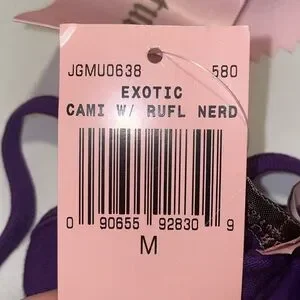 JGMU0638 580
EXOTIC
CAMI W/ RUFL NERD
0 90655 92830 9
M